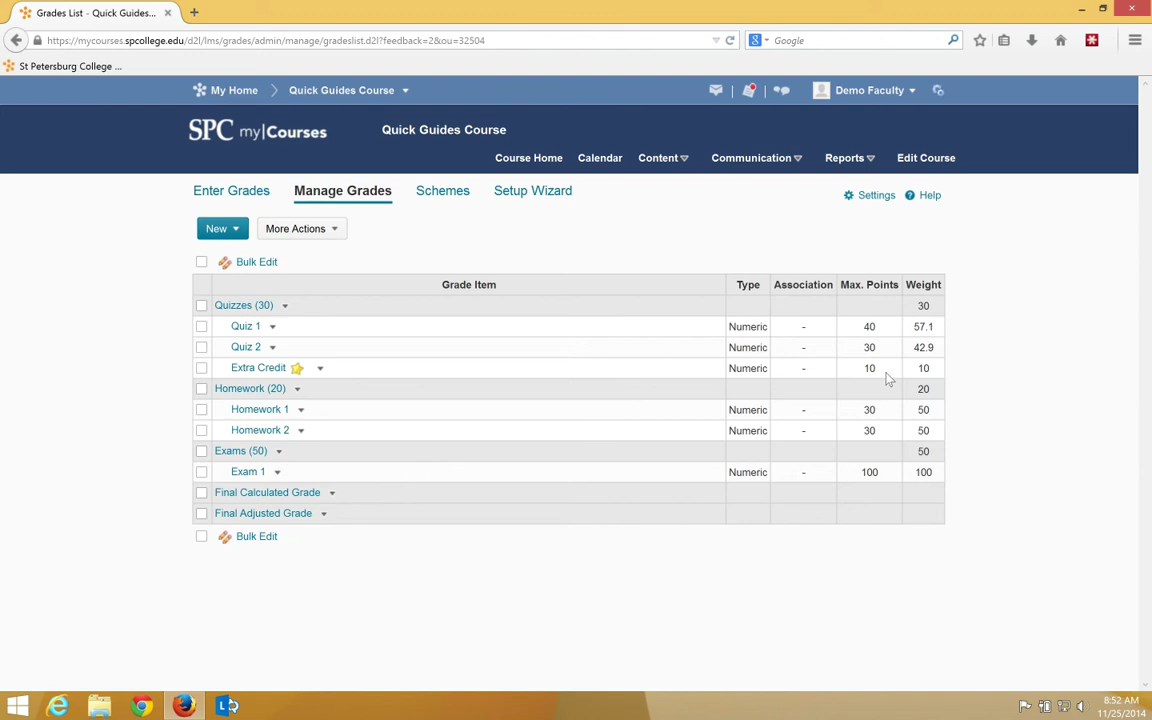 Grades List - Quick Guides...
https://mycourses.spcollege.edu/d2l/lms/grades/admin/manage/gradeslist.d2l?feedback=2&ou=32504
Google
St Petersburg College ...
My Home Quick Guides Course Demo Faculty
SPC my|Courses Quick Guides Course
Course Home Calendar Content Communication Reports Edit Course
Enter Grades Manage Grades Schemes Setup Wizard Settings Help
New More Actions
Bulk Edit
Grade Item Type Association Max. Points Weight
Quizzes (30) 30
Quiz 1 Numeric - 40 57.1
Quiz 2 Numeric - 30 42.9
Extra Credit Numeric - 10 10
Homework (20) 20
Homework 1 Numeric - 30 50
Homework 2 Numeric - 30 50
Exams (50) 50
Exam 1 Numeric - 100 100
Final Calculated Grade
Final Adjusted Grade
Bulk Edit
8:52 AM
11/25/2014